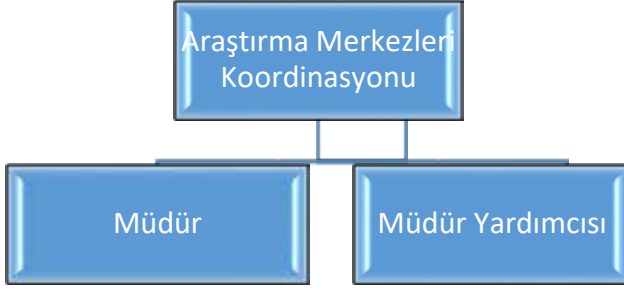 Araştırma Merkezleri
Koordinasyonu
Müdür
Müdür Yardımcısı